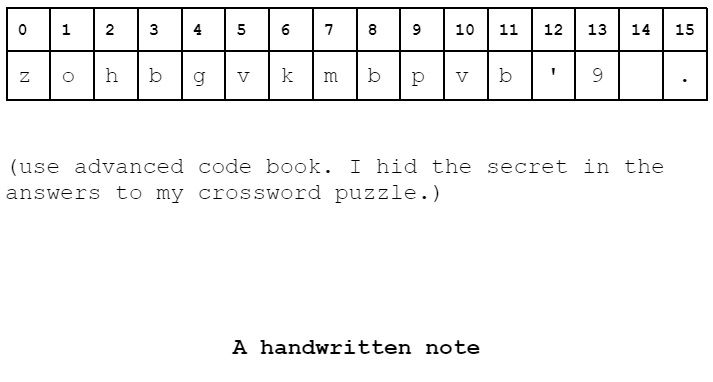 0 1 2 3 4 5 6 7 8 9 10 11 12 13 14 15
z o h b g v k m b p v b ' 9 .
(use advanced code book. I hid the secret in the
answers to my crossword puzzle.)
A handwritten note